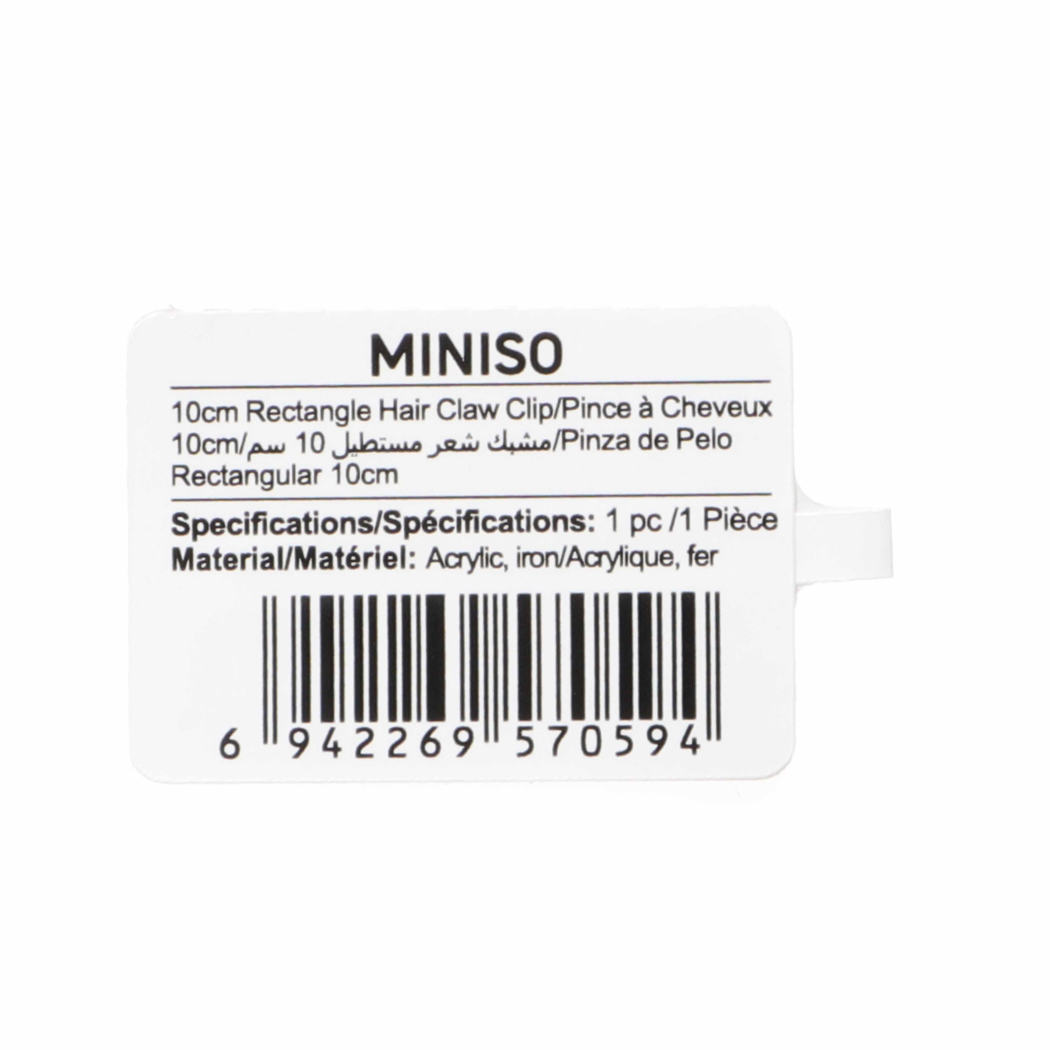 MINISO
10cm Rectangle Hair Claw Clip/Pince à Cheveux
10cm/مشبك شعر مستطيل 10 سم/Pinza de Pelo
Rectangular 10cm
Specifications/Spécifications: 1 pc /1 Pièce
Material/Matériel: Acrylic, iron/Acrylique, fer
6 942269 570594